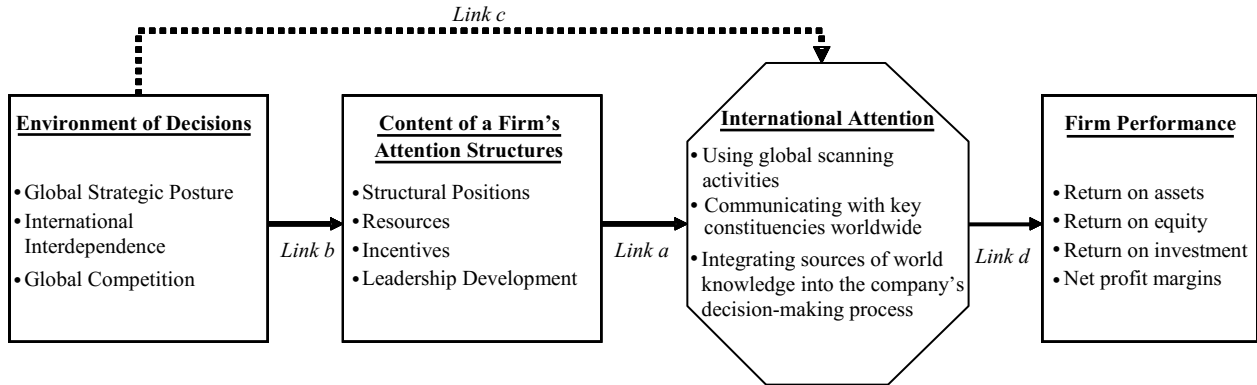 Link c
Environment of Decisions
• Global Strategic Posture
• International
Interdependence
• Global Competition
Link b
Content of a Firm’s
Attention Structures
• Structural Positions
• Resources
• Incentives
• Leadership Development
Link a
International Attention
• Using global scanning
activities
• Communicating with key
constituencies worldwide
• Integrating sources of world
knowledge into the company’s
decision-making process
Link d
Firm Performance
• Return on assets
• Return on equity
• Return on investment
• Net profit margins